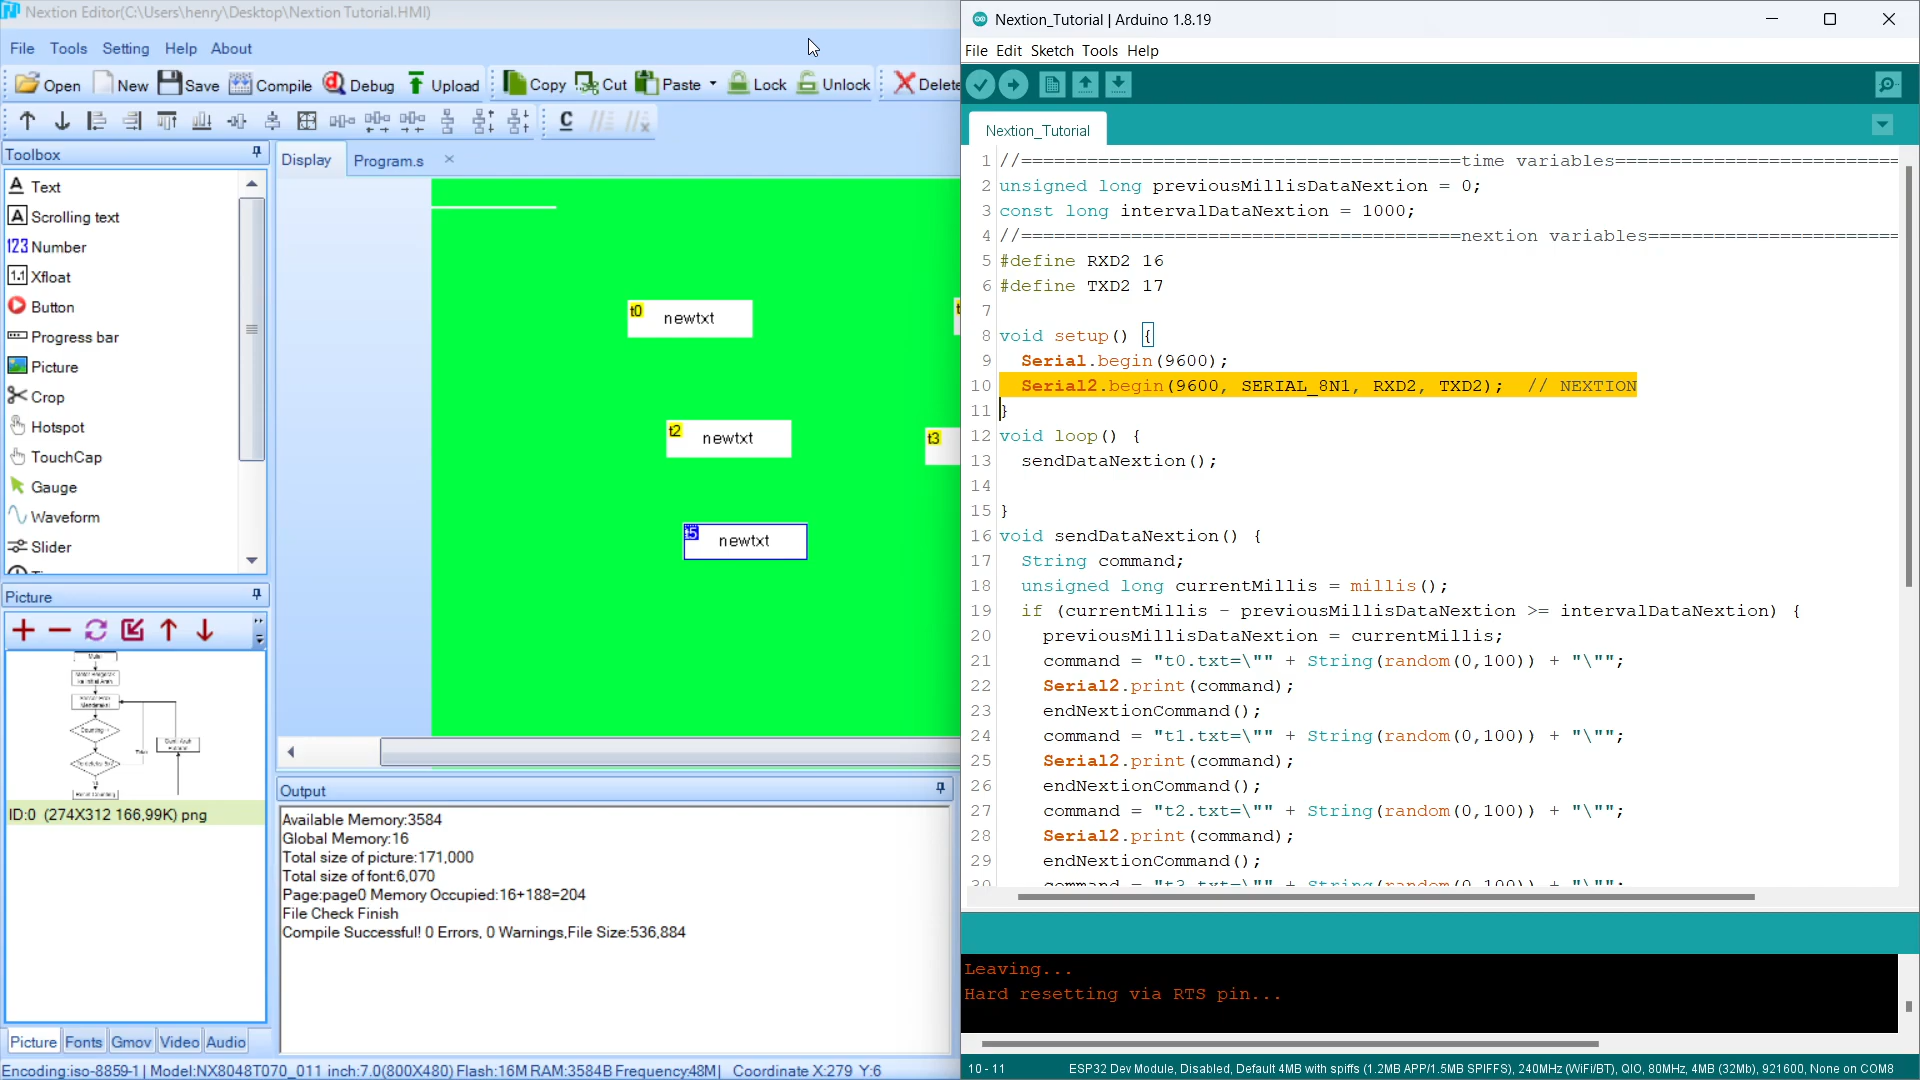 Nextion Editor(C:\Users\henry\Desktop\Nextion Tutorial.HMI)
File Tools Setting Help About
Open New Save Compile Debug Upload Copy Cut Paste Lock Unlock Delete
Toolbox
Text
Scrolling text
Number
Xfloat
Button
Progress bar
Picture
Crop
Hotspot
TouchCap
Gauge
Waveform
Slider
Picture
ID:0 (274X312 166,99K) png
Picture Fonts Gmov Video Audio
Display Program.s
t0 newtxt
t2 newtxt
t3
t5 newtxt
Output
Available Memory:3584
Global Memory:16
Total size of picture:171,000
Total size of font:6,070
Page:page0 Memory Occupied:16+188=204
File Check Finish
Compile Successful! 0 Errors, 0 Warnings,File Size:536,884
Encoding:iso-8859-1 | Model:NX8048T070_011 inch:7.0(800X480) Flash:16M RAM:3584B Frequency:48M| Coordinate X:279 Y:6
Nextion_Tutorial | Arduino 1.8.19
File Edit Sketch Tools Help
Nextion_Tutorial
1 //========================================time variables==========================
2 unsigned long previousMillisDataNextion = 0;
3 const long intervalDataNextion = 1000;
4 //========================================nextion variables=======================
5 #define RXD2 16
6 #define TXD2 17
7
8 void setup() {
9 Serial.begin(9600);
10 Serial2.begin(9600, SERIAL_8N1, RXD2, TXD2); // NEXTION
11 }
12 void loop() {
13 sendDataNextion();
14
15 }
16 void sendDataNextion() {
17 String command;
18 unsigned long currentMillis = millis();
19 if (currentMillis - previousMillisDataNextion >= intervalDataNextion) {
20 previousMillisDataNextion = currentMillis;
21 command = "t0.txt=\"" + String(random(0,100)) + "\"";
22 Serial2.print(command);
23 endNextionCommand();
24 command = "t1.txt=\"" + String(random(0,100)) + "\"";
25 Serial2.print(command);
26 endNextionCommand();
27 command = "t2.txt=\"" + String(random(0,100)) + "\"";
28 Serial2.print(command);
29 endNextionCommand();
30 command = "t3.txt=\"" + String(random(0,100)) + "\"";
Leaving...
Hard resetting via RTS pin...
10 - 11 ESP32 Dev Module, Disabled, Default 4MB with spiffs (1.2MB APP/1.5MB SPIFFS), 240MHz (WiFi/BT), QIO, 80MHz, 4MB (32Mb), 921600, None on COM8